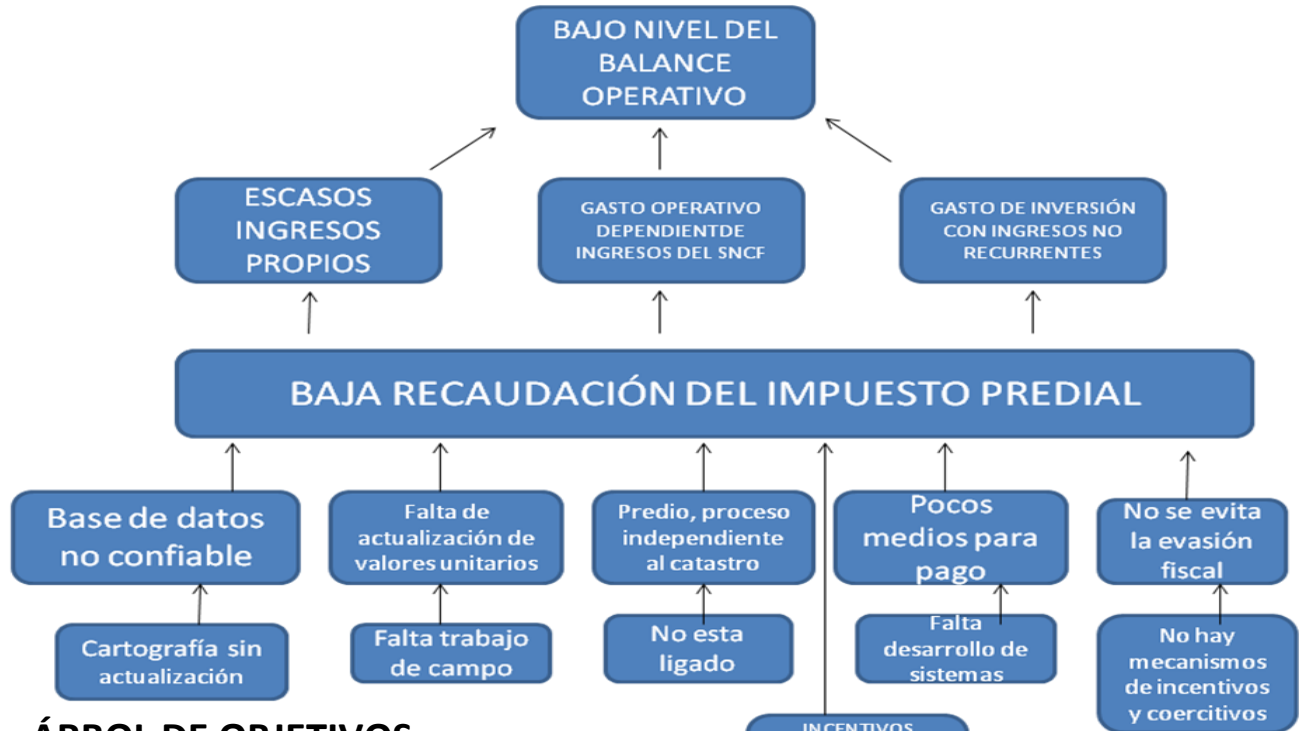 BAJO NIVEL DEL
BALANCE
OPERATIVO
ESCASOS
INGRESOS
PROPIOS
GASTO OPERATIVO
DEPENDIENTDE
INGRESOS DEL SNCF
GASTO DE INVERSIÓN
CON INGRESOS NO
RECURRENTES
BAJA RECAUDACIÓN DEL IMPUESTO PREDIAL
Base de datos
no confiable
Falta de
actualización de
valores unitarios
Predio, proceso
independiente
al catastro
Pocos
medios para
pago
No se evita
la evasión
fiscal
Cartografía sin
actualización
Falta trabajo
de campo
No esta
ligado
Falta
desarrollo de
sistemas
No hay
mecanismos
de incentivos
y coercitivos
ÁRBOL DE OBJETIVOS
INCENTIVOS